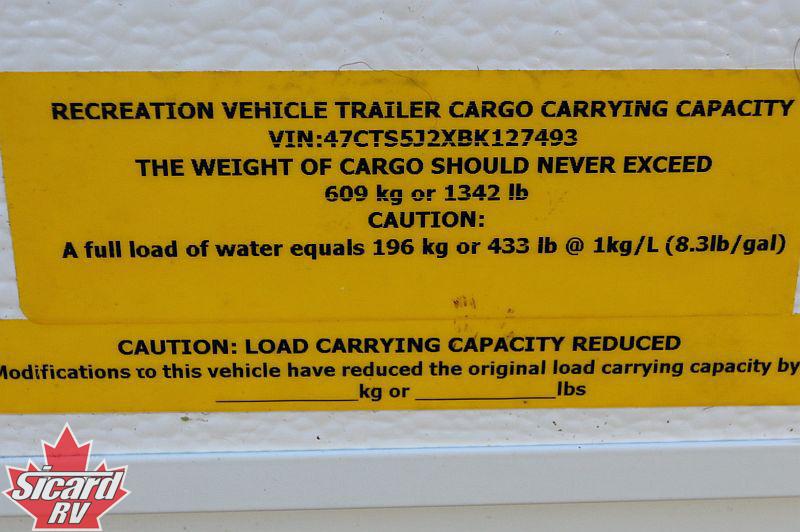 RECREATION VEHICLE TRAILER CARGO CARRYING CAPACITY
VIN:47CTS5J2XBK127493
THE WEIGHT OF CARGO SHOULD NEVER EXCEED
609 kg or 1342 lb
CAUTION:
A full load of water equals 196 kg or 433 lb @ 1kg/L (8.3lb/gal)
CAUTION: LOAD CARRYING CAPACITY REDUCED
Modifications to this vehicle have reduced the original load carrying capacity by
____________kg or ____________lbs
Sicard
RV